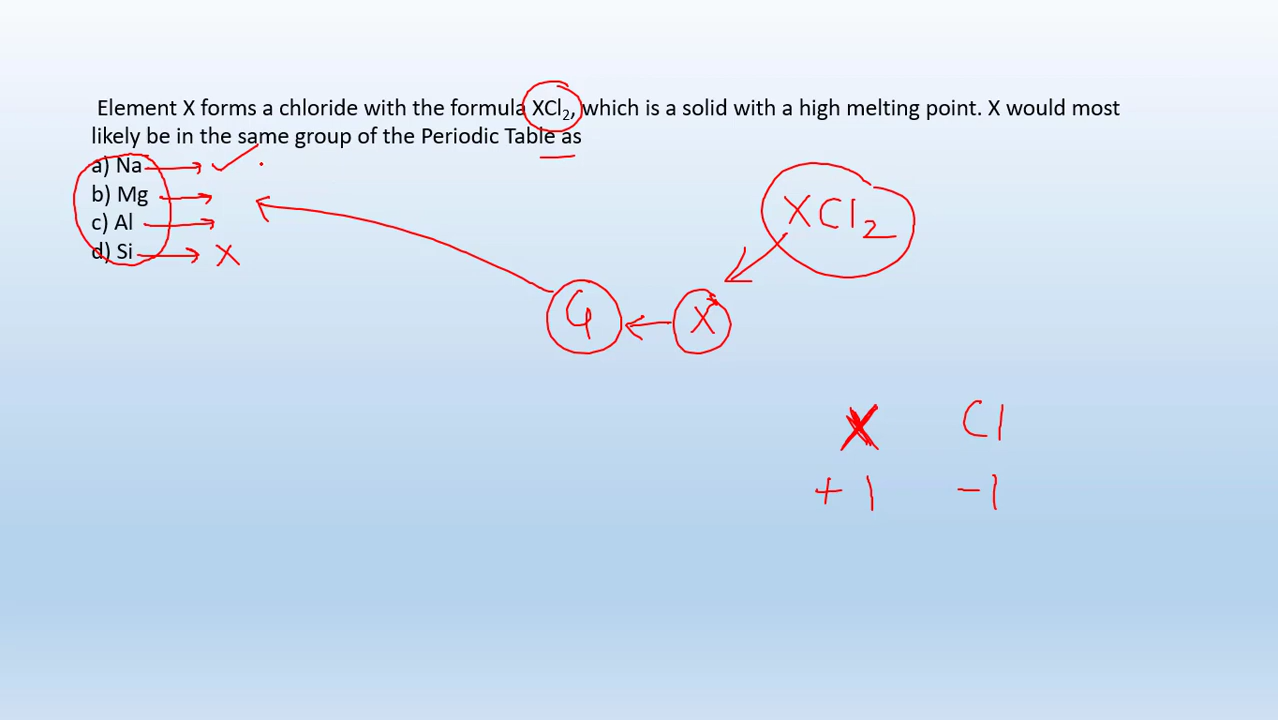 Element X forms a chloride with the formula XCl₂, which is a solid with a high melting point. X would most
likely be in the same group of the Periodic Table as
a) Na
b) Mg
c) Al
d) Si X
XCl₂
G X
X Cl
+1 -1